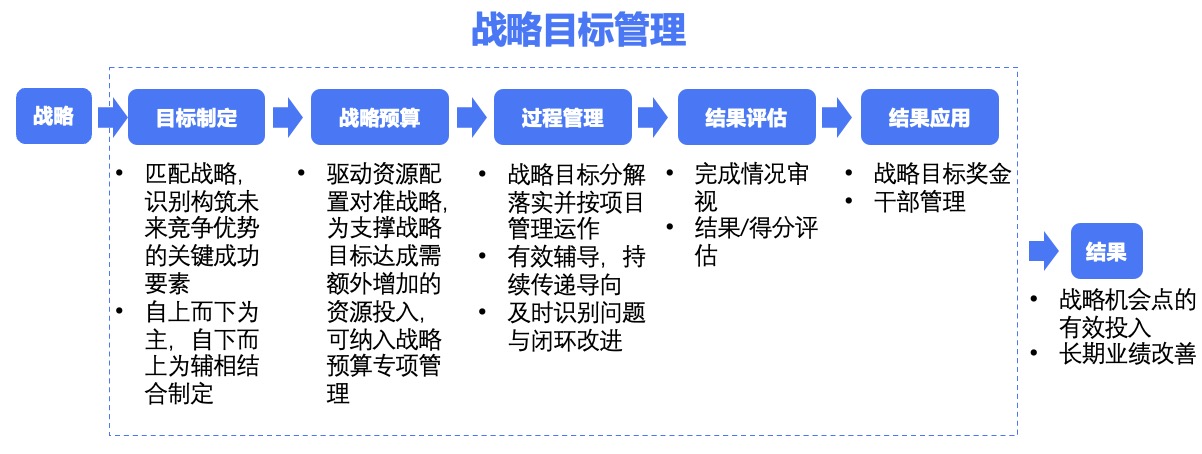 战略目标管理
战略
目标制定
• 匹配战略，
识别构筑未
来竞争优势
的关键成功
要素
• 自上而下为
主，自下而
上为辅相结
合制定
战略预算
• 驱动资源配
置对准战略，
为支撑战略
目标达成需
额外增加的
资源投入，
可纳入战略
预算专项管
理
过程管理
• 战略目标分解
落实并按项目
管理运作
• 有效辅导，持
续传递导向
• 及时识别问题
与闭环改进
结果评估
• 完成情况审
视
• 结果/得分评
估
结果应用
• 战略目标奖金
• 干部管理
结果
• 战略机会点的
有效投入
• 长期业绩改善